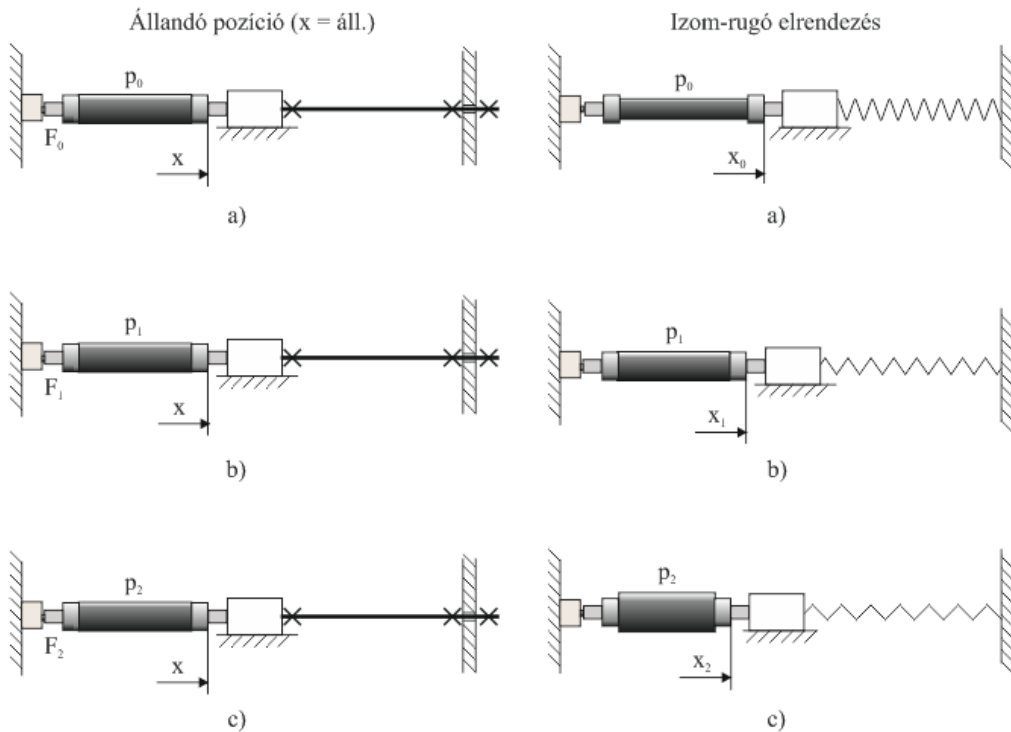 Állandó pozíció (x = áll.)
p₀
F₀
x
a)
p₁
F₁
x
b)
p₂
F₂
x
c)
Izom-rugó elrendezés
p₀
x₀
a)
p₁
x₁
b)
p₂
x₂
c)